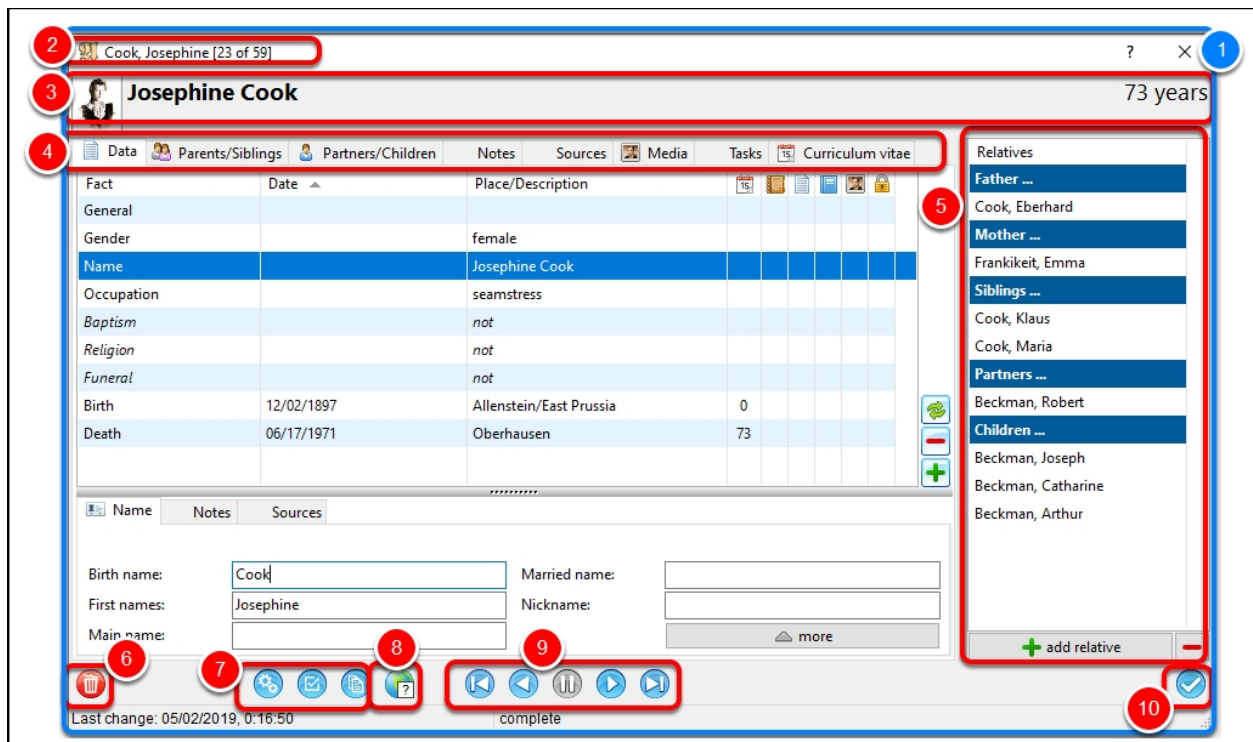 2 Cook, Josephine [23 of 59] ? 1
3 Josephine Cook 73 years
4 Data Parents/Siblings Partners/Children Notes Sources Media Tasks 15 Curriculum vitae
Fact Date Place/Description 15
General
Gender female
Name Josephine Cook
Occupation seamstress
Baptism not
Religion not
Funeral not
Birth 12/02/1897 Allenstein/East Prussia 0
Death 06/17/1971 Oberhausen 73
5
Relatives
Father ...
Cook, Eberhard
Mother ...
Frankikeit, Emma
Siblings ...
Cook, Klaus
Cook, Maria
Partners ...
Beckman, Robert
Children ...
Beckman, Joseph
Beckman, Catharine
Beckman, Arthur
add relative
Name Notes Sources
Birth name: Cook Married name:
First names: Josephine Nickname:
Main name: more
6 7 8 9
?
10
Last change: 05/02/2019, 0:16:50 complete